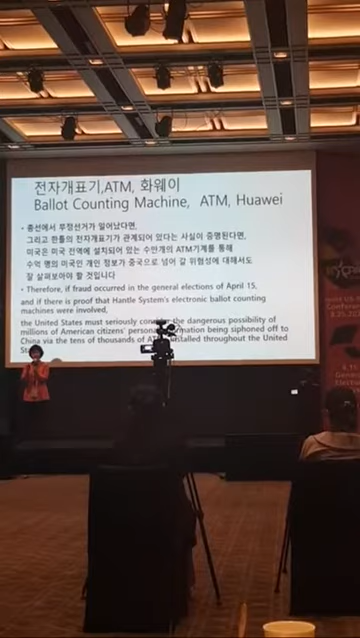 전자개표기,ATM, 화웨이
Ballot Counting Machine, ATM, Huawei
• 총선에서 부정선거가 일어났다면,
그리고 한틀의 전자개표기가 관계되어 있다는 사실이 증명된다면,
미국은 미국 전역에 설치되어 있는 수만개의 ATM기계를 통해
수억 명의 미국인 개인 정보가 중국으로 넘어 갈 위험성에 대해서도
잘 살펴보아야 할 것입니다
• Therefore, if fraud occurred in the general elections of April 15,
and if there is proof that Hantle System's electronic ballot counting
machines were involved,
the United States must seriously the dangerous possibility of
millions of American citizens' being siphoned off to
China via the tens of thousands of installed throughout the United